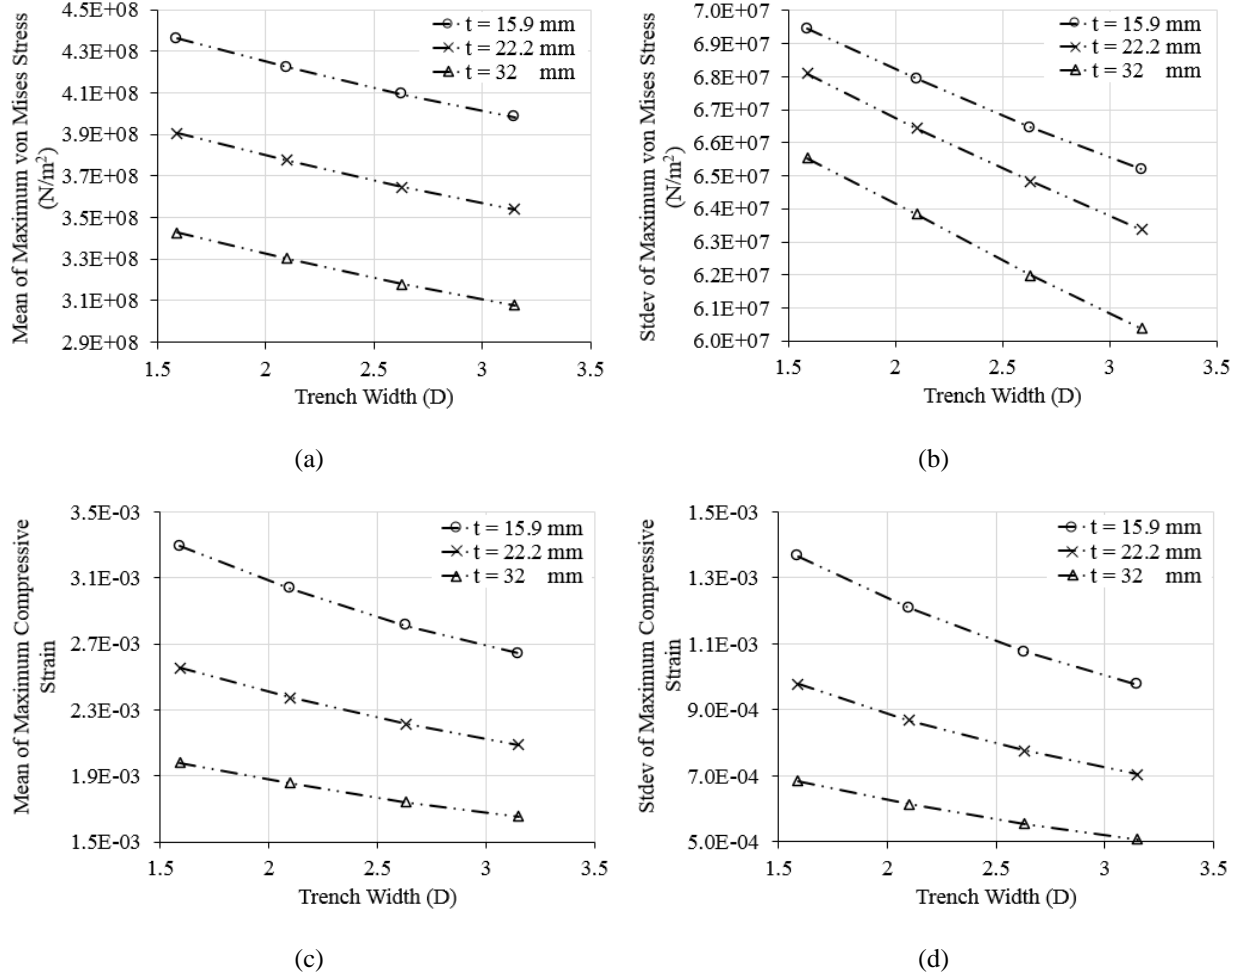 Mean of Maximum von Mises Stress
(N/m²)
4.5E+08
4.3E+08
4.1E+08
3.9E+08
3.7E+08
3.5E+08
3.3E+08
3.1E+08
2.9E+08
t = 15.9 mm
t = 22.2 mm
t = 32 mm
1.5 2 2.5 3 3.5
Trench Width (D)
(a)
Stdev of Maximum von Mises Stress
(N/m²)
7.0E+07
6.9E+07
6.8E+07
6.7E+07
6.6E+07
6.5E+07
6.4E+07
6.3E+07
6.2E+07
6.1E+07
6.0E+07
t = 15.9 mm
t = 22.2 mm
t = 32 mm
1.5 2 2.5 3 3.5
Trench Width (D)
(b)
Mean of Maximum Compressive
Strain
3.5E-03
3.1E-03
2.7E-03
2.3E-03
1.9E-03
1.5E-03
t = 15.9 mm
t = 22.2 mm
t = 32 mm
1.5 2 2.5 3 3.5
Trench Width (D)
(c)
Stdev of Maximum Compressive
Strain
1.5E-03
1.3E-03
1.1E-03
9.0E-04
7.0E-04
5.0E-04
t = 15.9 mm
t = 22.2 mm
t = 32 mm
1.5 2 2.5 3 3.5
Trench Width (D)
(d)